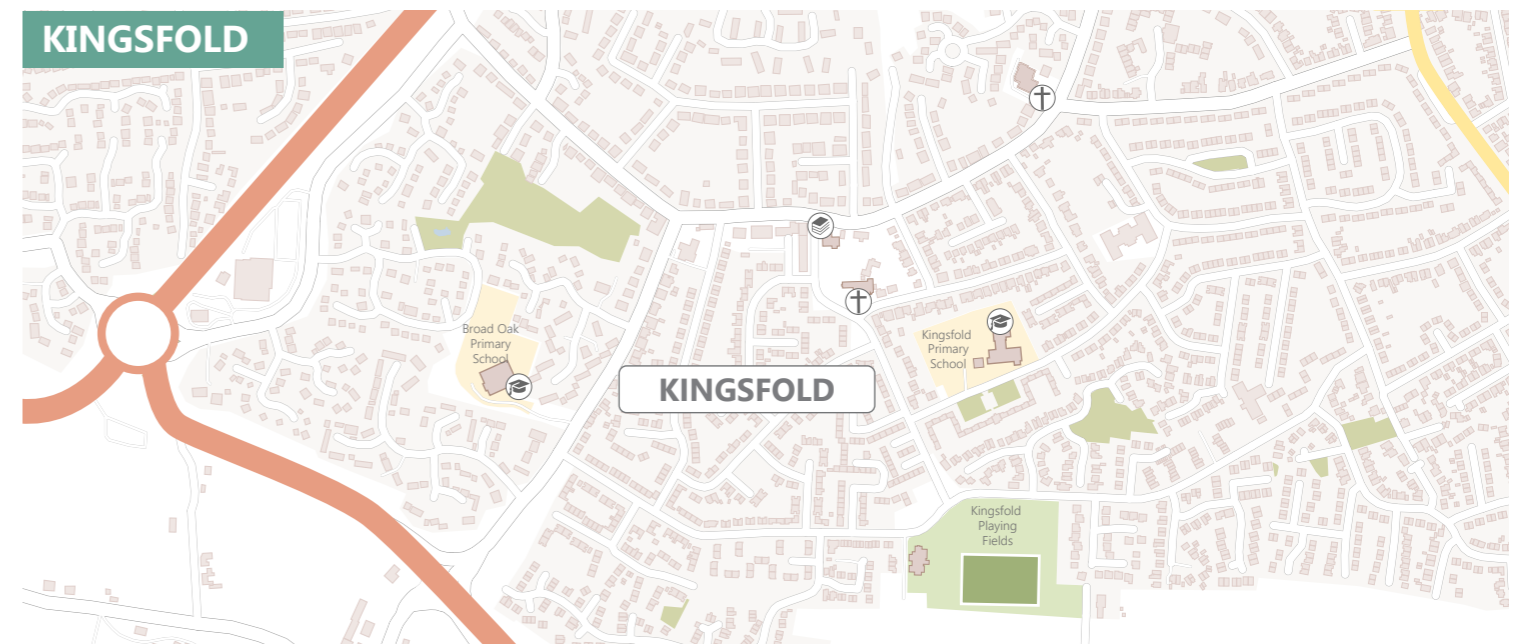 KINGSFOLD
Broad Oak
Primary
School
Kingsfold
Primary
School
KINGSFOLD
Kingsfold
Playing
Fields